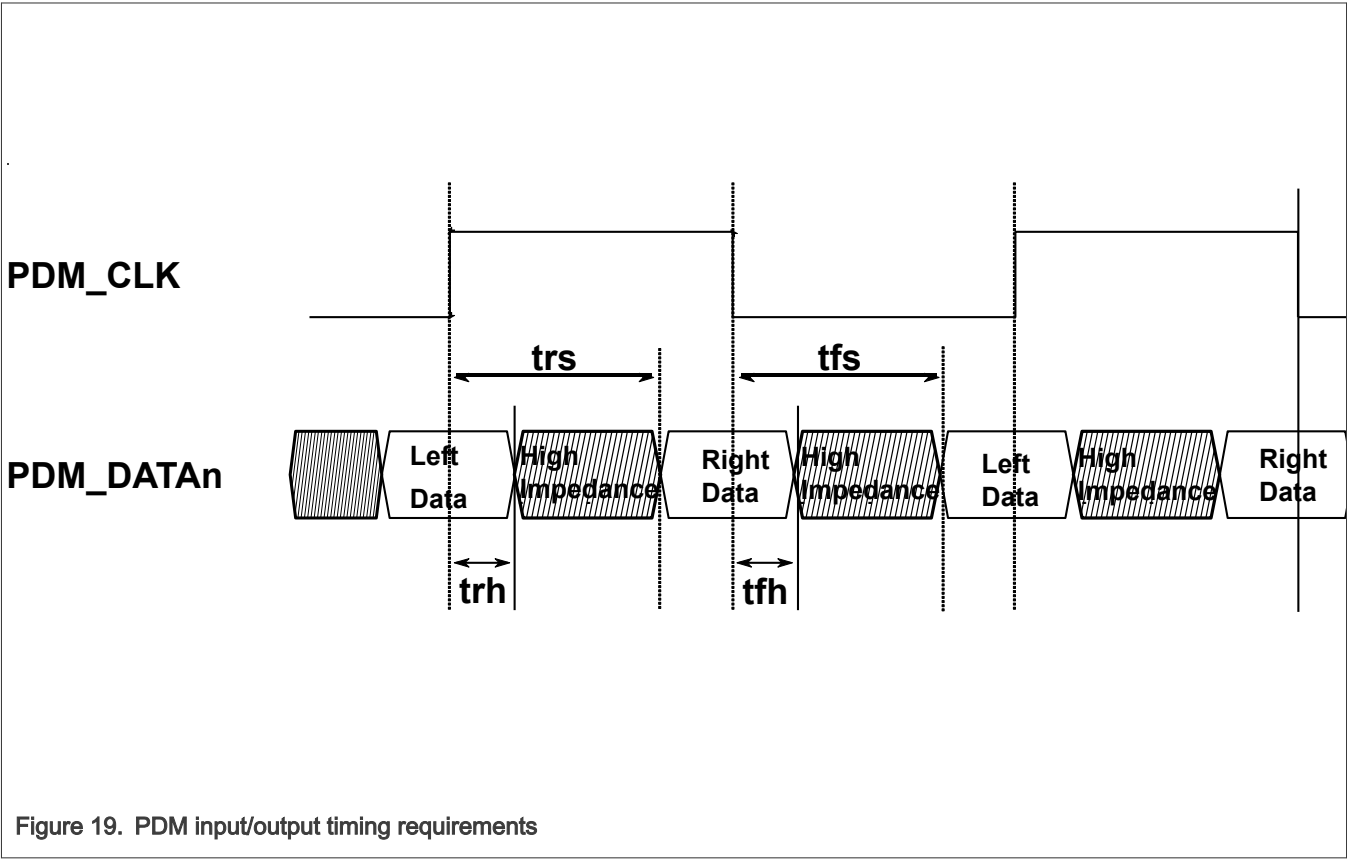 PDM_CLK
trs
tfs
PDM_DATAn
Left
Data
High
Impedance
Right
Data
High
Impedance
Left
Data
High
Impedance
Right
Data
trh
tfh
Figure 19. PDM input/output timing requirements